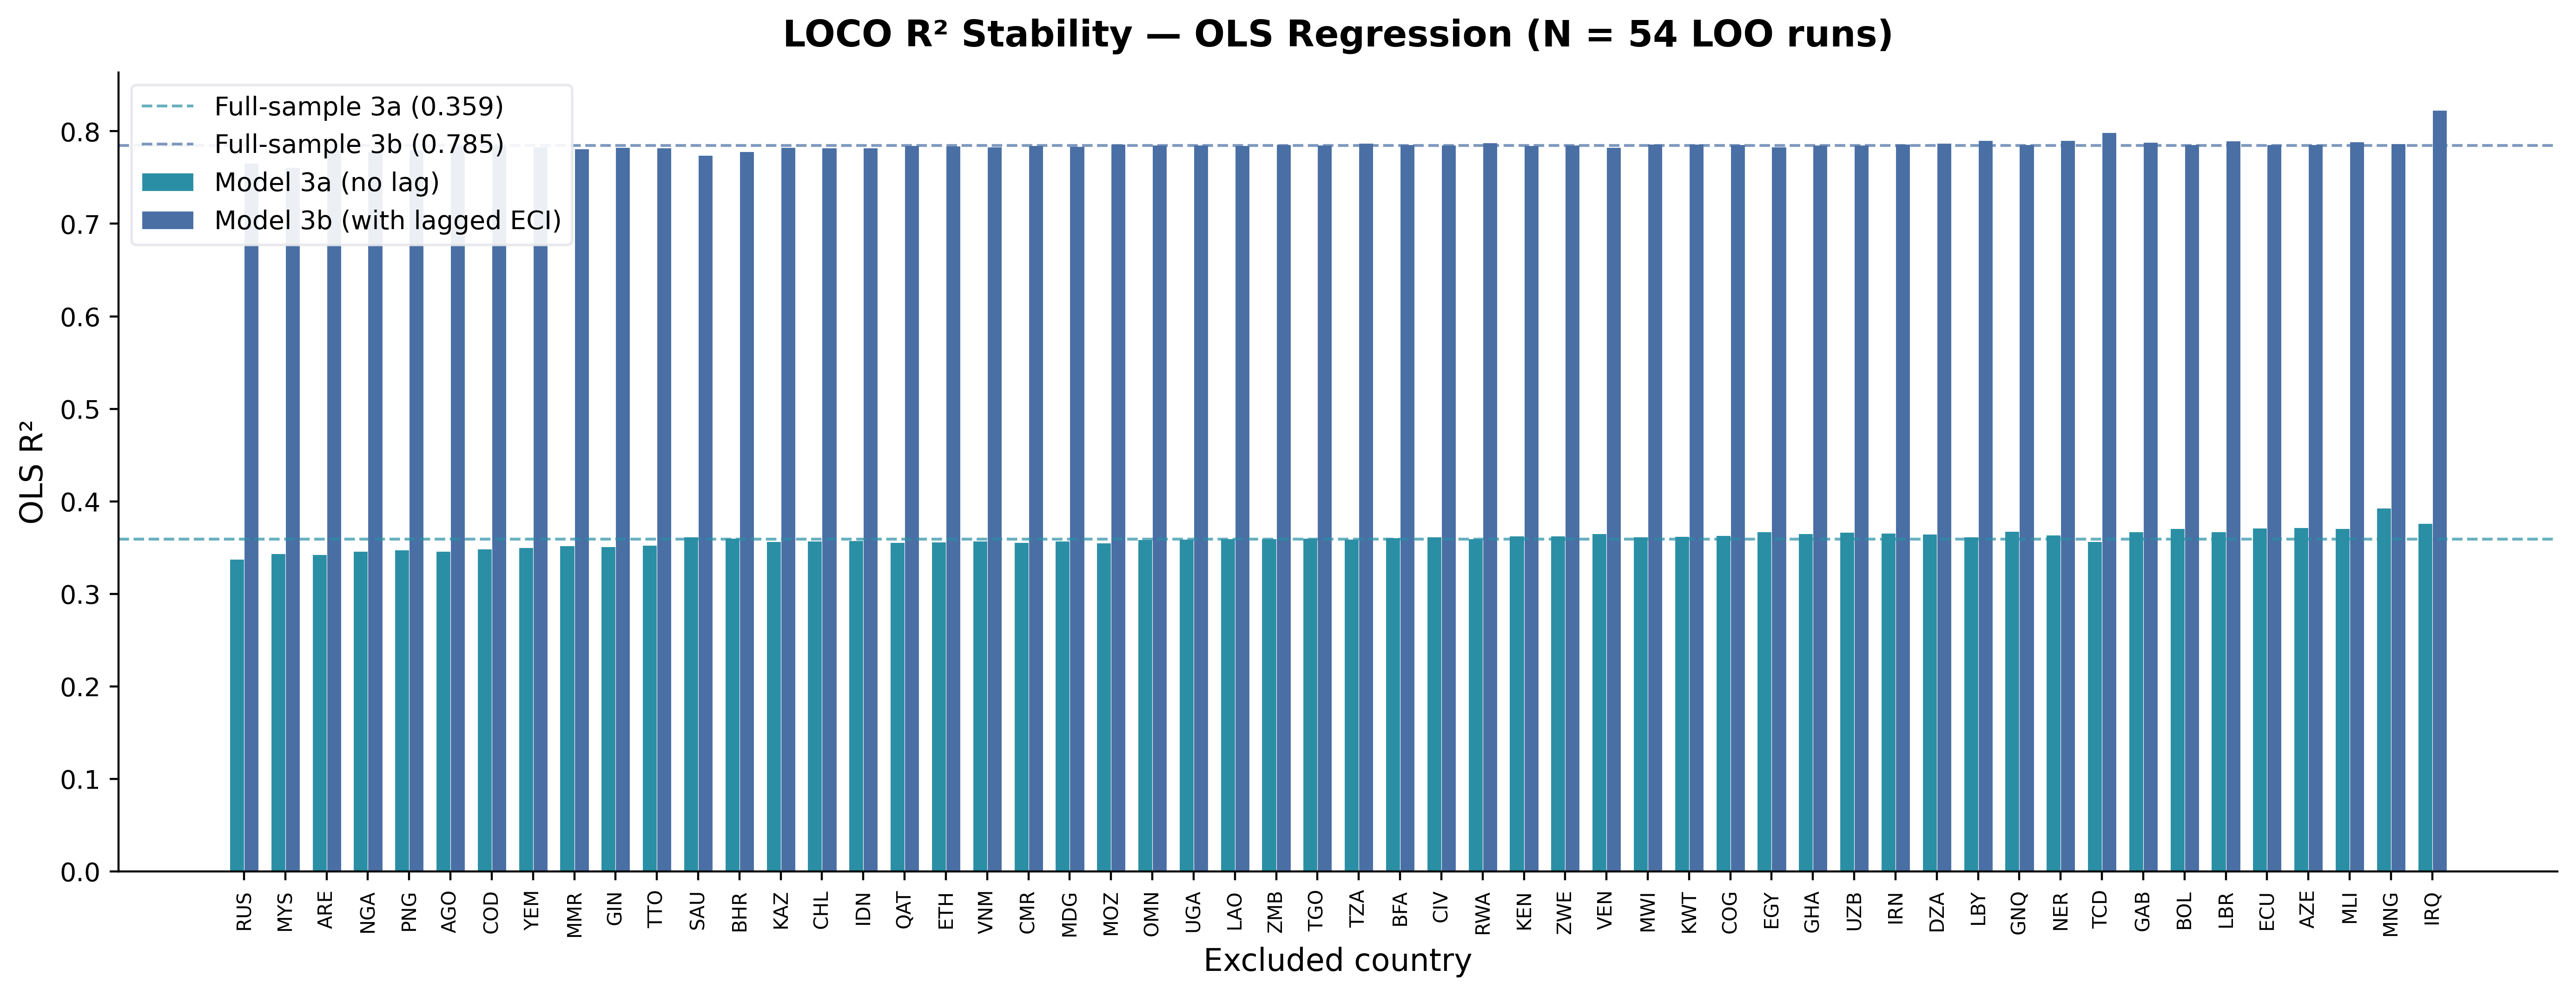 LOCO R² Stability — OLS Regression (N = 54 LOO runs)
Full-sample 3a (0.359)
Full-sample 3b (0.785)
Model 3a (no lag)
Model 3b (with lagged ECI)
OLS R²
0.8
0.7
0.6
0.5
0.4
0.3
0.2
0.1
0.0
RUS MYS ARE NGA PNG AGO COD YEM MMR GIN TTO SAU BHR KAZ CHL IDN QAT ETH VNM CMR MDG MOZ OMN UGA LAO ZMB TGO TZA BFA CIV RWA KEN ZWE VEN MWI KWT COG EGY GHA UZB IRN DZA LBY GNQ NER TCD GAB BOL LBR ECU AZE MLI MNG IRQ
Excluded country